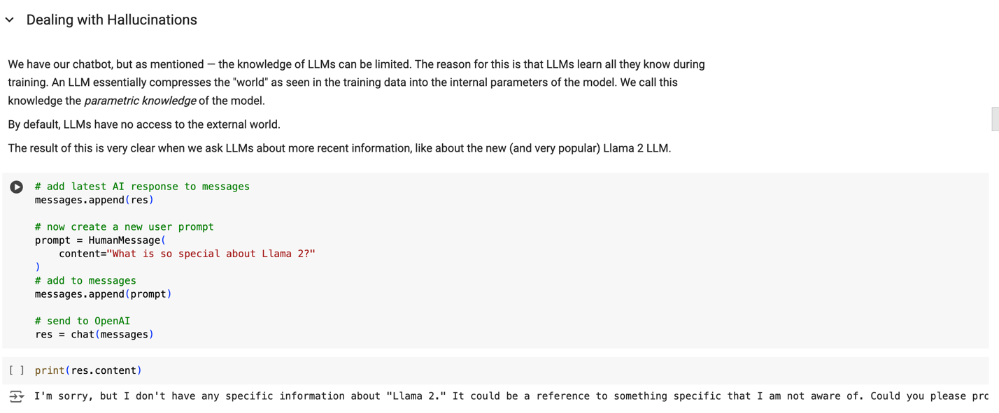 Dealing with Hallucinations
We have our chatbot, but as mentioned — the knowledge of LLMs can be limited. The reason for this is that LLMs learn all they know during
training. An LLM essentially compresses the "world" as seen in the training data into the internal parameters of the model. We call this
knowledge the parametric knowledge of the model.
By default, LLMs have no access to the external world.
The result of this is very clear when we ask LLMs about more recent information, like about the new (and very popular) Llama 2 LLM.
# add latest AI response to messages
messages.append(res)
# now create a new user prompt
prompt = HumanMessage(
    content="What is so special about Llama 2?"
)
# add to messages
messages.append(prompt)
# send to OpenAI
res = chat(messages)
[ ] print(res.content)
I'm sorry, but I don't have any specific information about "Llama 2." It could be a reference to something specific that I am not aware of. Could you please